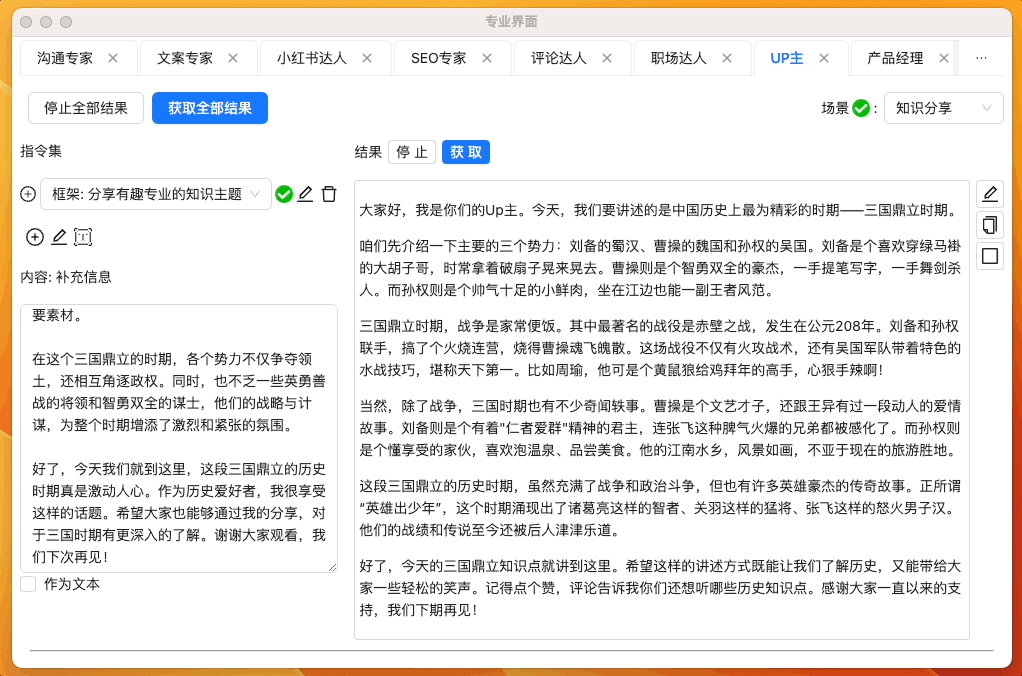 专业界面
沟通专家 文案专家 小红书达人 SEO专家 评论达人 职场达人 UP主 产品经理 ...
停止全部结果 获取全部结果 场景 : 知识分享
指令集
结果 停 止 获 取
框架: 分享有趣专业的知识主题
内容: 补充信息
要素材。
在这个三国鼎立的时期，各个势力不仅争夺领
土，还相互角逐政权。同时，也不乏一些英勇善
战的将领和智勇双全的谋士，他们的战略与计
谋，为整个时期增添了激烈和紧张的氛围。
好了，今天我们就到这里，这段三国鼎立的历史
时期真是激动人心。作为历史爱好者，我很享受
这样的话题。希望大家也能够通过我的分享，对
于三国时期有更深入的了解。谢谢大家观看，我
们下次再见！
作为文本
大家好，我是你们的Up主。今天，我们要讲述的是中国历史上最为精彩的时期——三国鼎立时期。
咱们先介绍一下主要的三个势力：刘备的蜀汉、曹操的魏国和孙权的吴国。刘备是个喜欢穿绿马褂
的大胡子哥，时常拿着破扇子晃来晃去。曹操则是个智勇双全的豪杰，一手提笔写字，一手舞剑杀
人。而孙权则是个帅气十足的小鲜肉，坐在江边也能一副王者风范。
三国鼎立时期，战争是家常便饭。其中最著名的战役是赤壁之战，发生在公元208年。刘备和孙权
联手，搞了个火烧连营，烧得曹操魂飞魄散。这场战役不仅有火攻战术，还有吴国军队带着特色的
水战技巧，堪称天下第一。比如周瑜，他可是个黄鼠狼给鸡拜年的高手，心狠手辣啊！
当然，除了战争，三国时期也有不少奇闻轶事。曹操是个文艺才子，还跟王异有过一段动人的爱情
故事。刘备则是个有着"仁者爱群"精神的君主，连张飞这种脾气火爆的兄弟都被感化了。而孙权则
是个懂享受的家伙，喜欢泡温泉、品尝美食。他的江南水乡，风景如画，不亚于现在的旅游胜地。
这段三国鼎立的历史时期，虽然充满了战争和政治斗争，但也有许多英雄豪杰的传奇故事。正所谓
“英雄出少年”，这个时期涌现出了诸葛亮这样的智者、关羽这样的猛将、张飞这样的怒火男子汉。
他们的战绩和传说至今还被后人津津乐道。
好了，今天的三国鼎立知识点就讲到这里。希望这样的讲述方式既能让我们了解历史，又能带给大
家一些轻松的笑声。记得点个赞，评论告诉我你们还想听哪些历史知识点。感谢大家一直以来的支
持，我们下期再见！